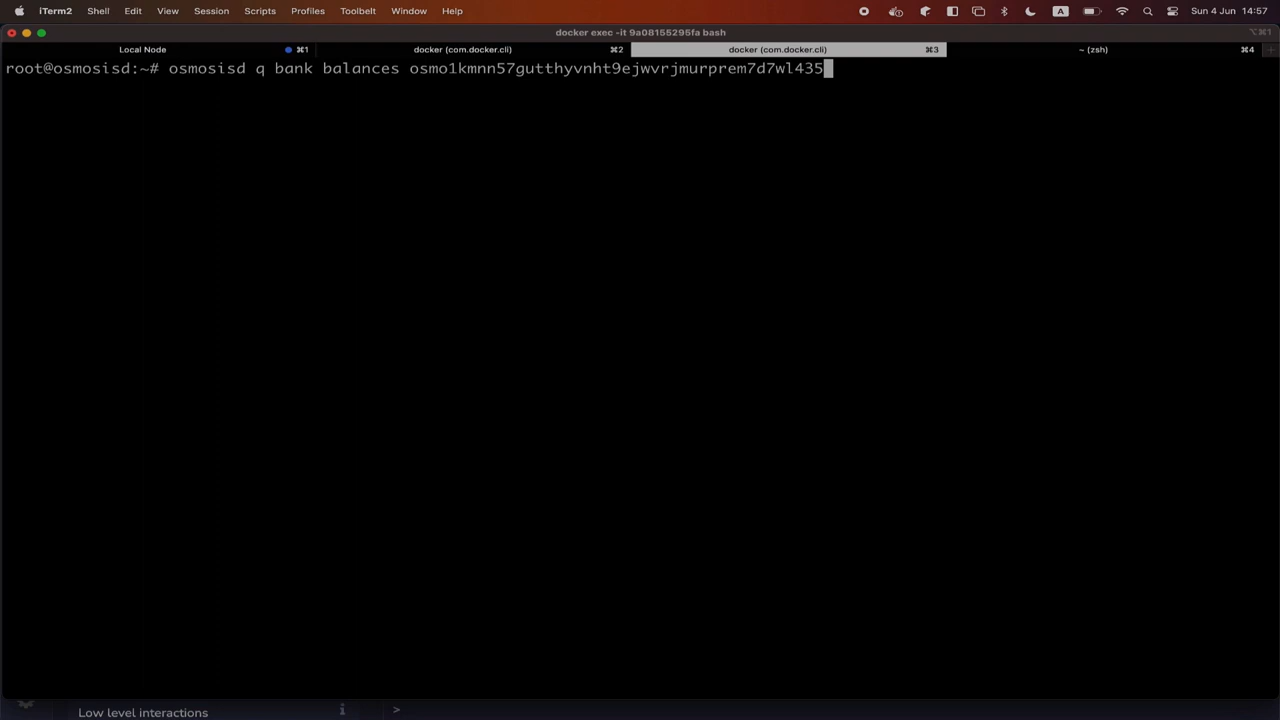 iTerm2 Shell Edit View Session Scripts Profiles Toolbelt Window Help A Sun 4 Jun 14:57
docker exec -it 9a08155295fa bash ⌥⌘1
Local Node ⌘1 docker (com.docker.cli) ⌘2 docker (com.docker.cli) ⌘3 ~ (zsh) ⌘4 +
root@osmosisd:~# osmosisd q bank balances osmo1kmnn57gutthyvnht9ejwvrjmurprem7d7wl435
Low level interactions i >